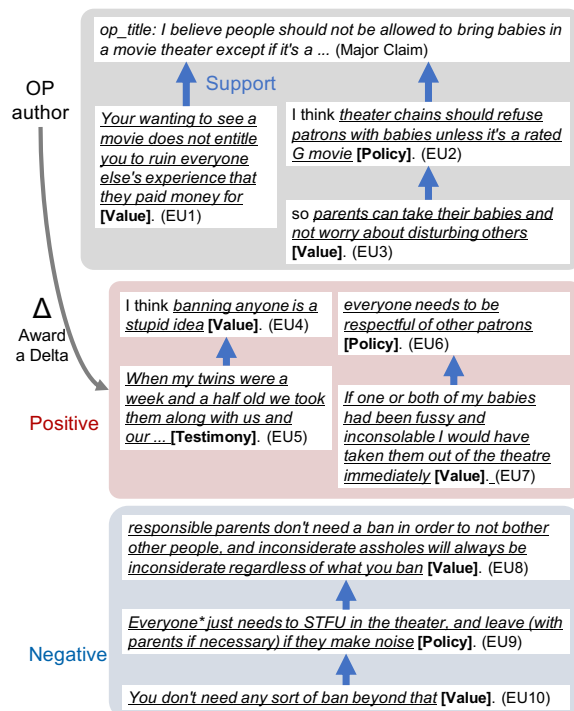 op_title: I believe people should not be allowed to bring babies in
a movie theater except if it's a ... (Major Claim)
Support
OP
author
Your wanting to see a
movie does not entitle
you to ruin everyone
else's experience that
they paid money for
[Value]. (EU1)
I think theater chains should refuse
patrons with babies unless it's a rated
G movie [Policy]. (EU2)
so parents can take their babies and
not worry about disturbing others
[Value]. (EU3)
Δ
Award
a Delta
Positive
I think banning anyone is a
stupid idea [Value]. (EU4)
When my twins were a
week and a half old we took
them along with us and
our ... [Testimony]. (EU5)
everyone needs to be
respectful of other patrons
[Policy]. (EU6)
If one or both of my babies
had been fussy and
inconsolable I would have
taken them out of the theatre
immediately [Value]. (EU7)
Negative
responsible parents don't need a ban in order to not bother
other people, and inconsiderate assholes will always be
inconsiderate regardless of what you ban [Value]. (EU8)
Everyone* just needs to STFU in the theater, and leave (with
parents if necessary) if they make noise [Policy]. (EU9)
You don't need any sort of ban beyond that [Value]. (EU10)